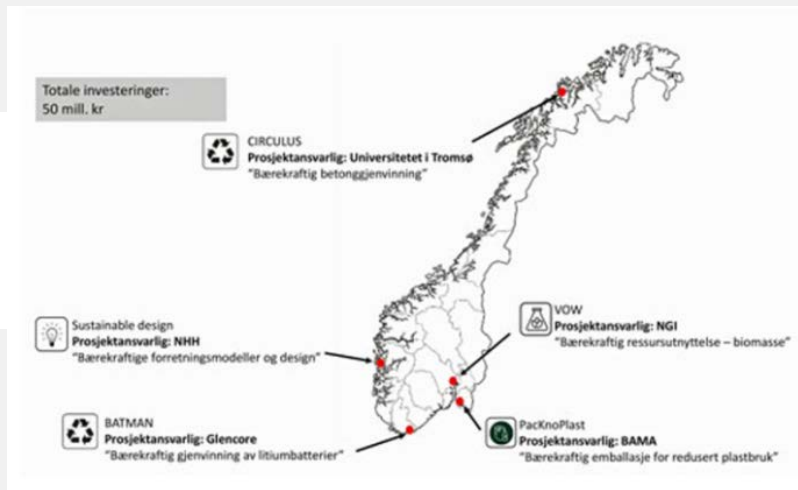 Totale investeringer:
50 mill. kr
CIRCULUS
Prosjektansvarlig: Universitetet i Tromsø
"Bærekraftig betonggjenvinning"
Sustainable design
Prosjektansvarlig: NHH
"Bærekraftige forretningsmodeller og design"
VOW
Prosjektansvarlig: NGI
"Bærekraftig ressursutnyttelse – biomasse"
BATMAN
Prosjektansvarlig: Glencore
"Bærekraftig gjenvinning av litiumbatterier"
PacKnoPlast
Prosjektansvarlig: BAMA
"Bærekraftig emballasje for redusert plastbruk"